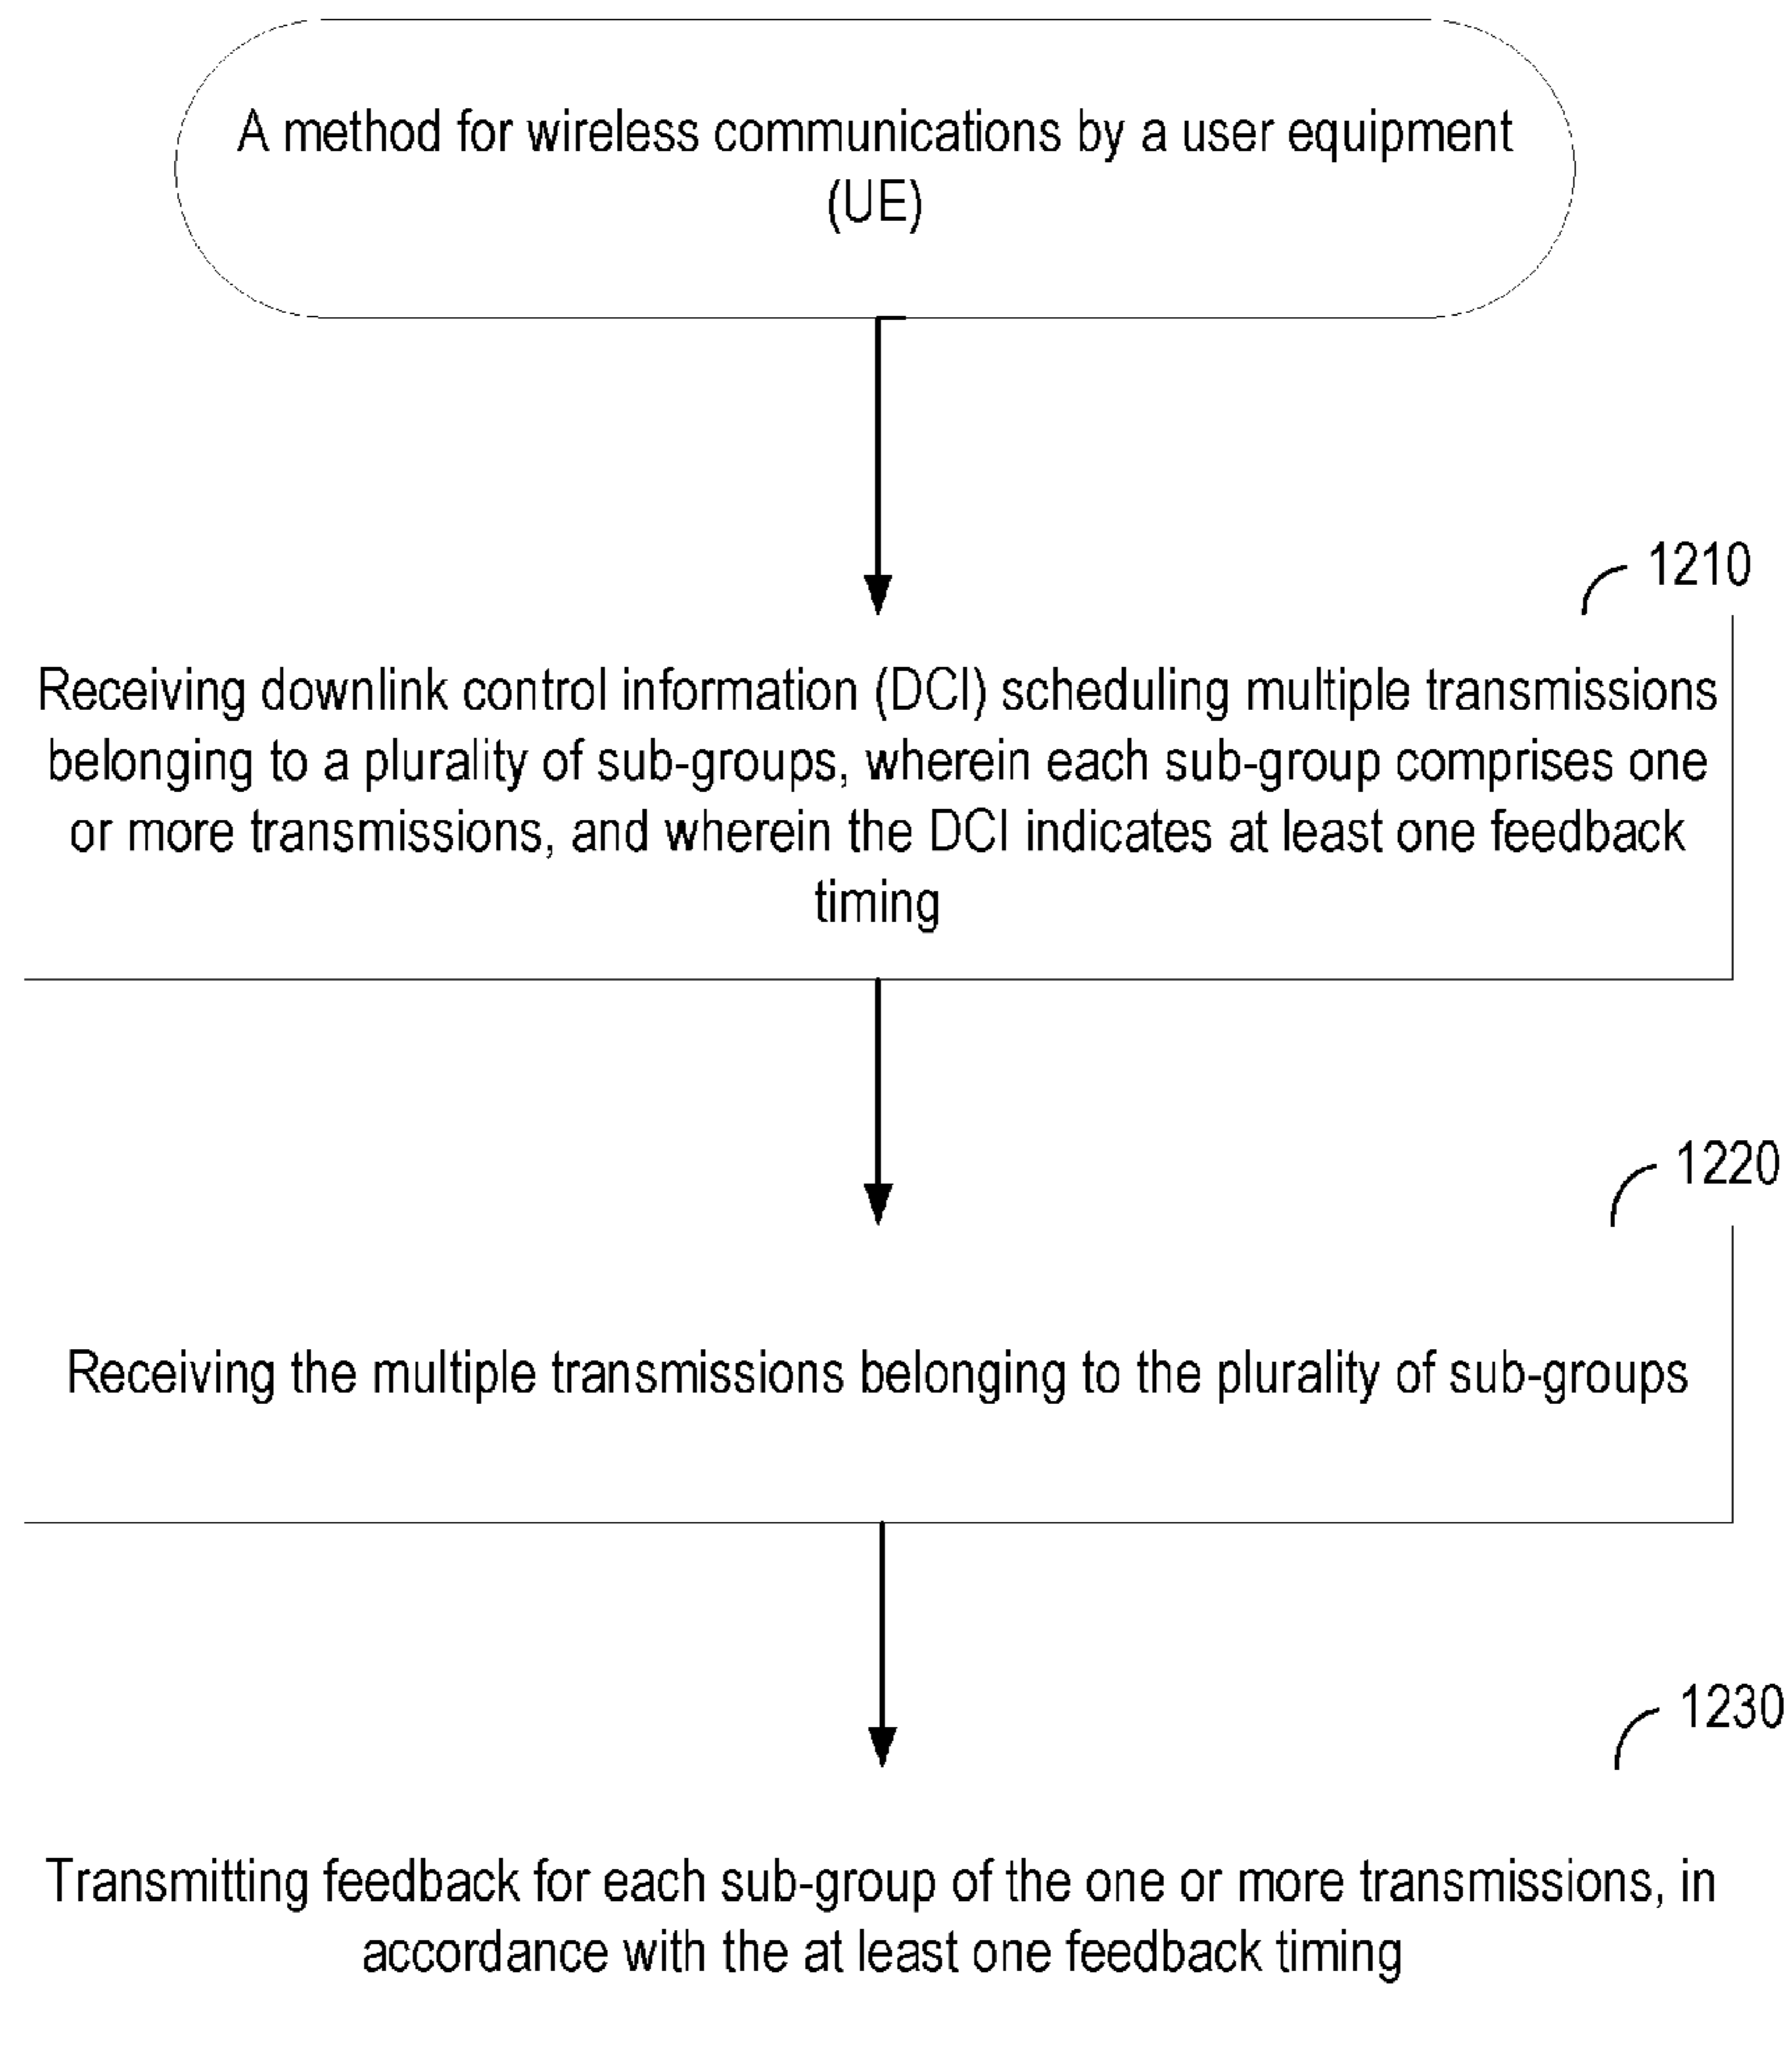 A method for wireless communications by a user equipment
(UE)
1210
Receiving downlink control information (DCI) scheduling multiple transmissions
belonging to a plurality of sub-groups, wherein each sub-group comprises one
or more transmissions, and wherein the DCI indicates at least one feedback
timing
1220
Receiving the multiple transmissions belonging to the plurality of sub-groups
1230
Transmitting feedback for each sub-group of the one or more transmissions, in
accordance with the at least one feedback timing